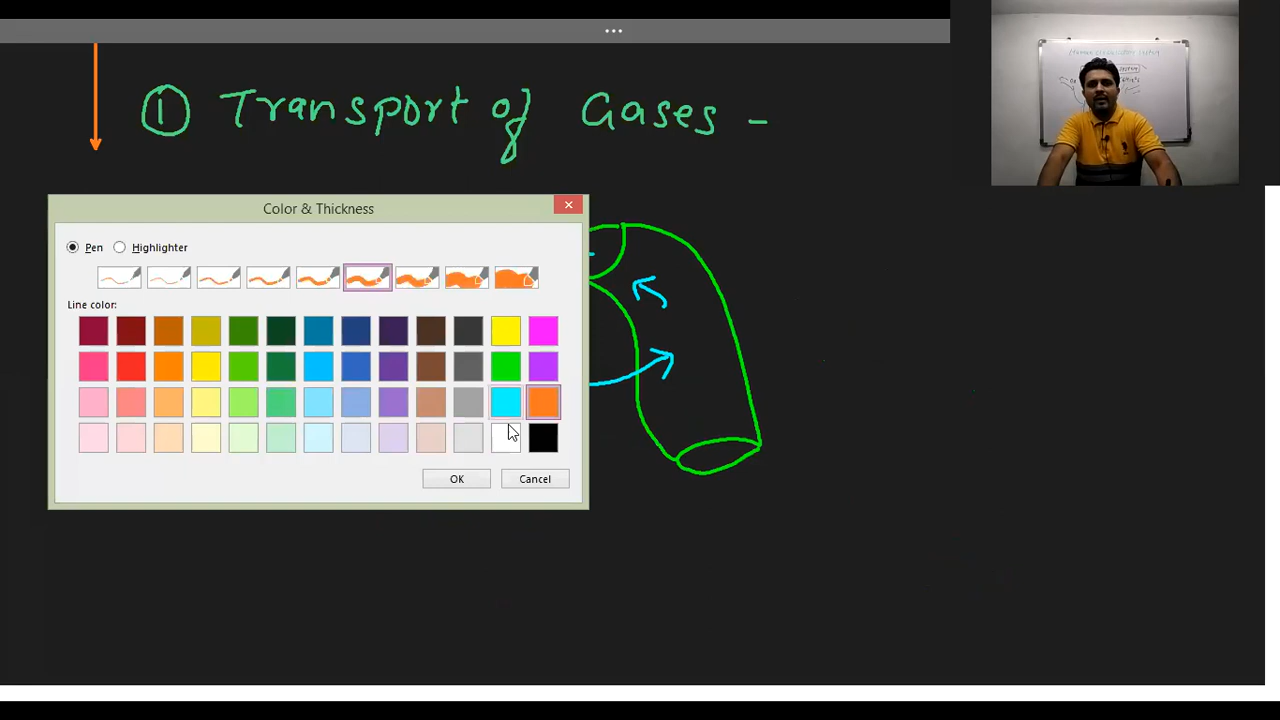 ① Transport of Gases -
Color & Thickness
Pen Highlighter
Line color:
OK Cancel